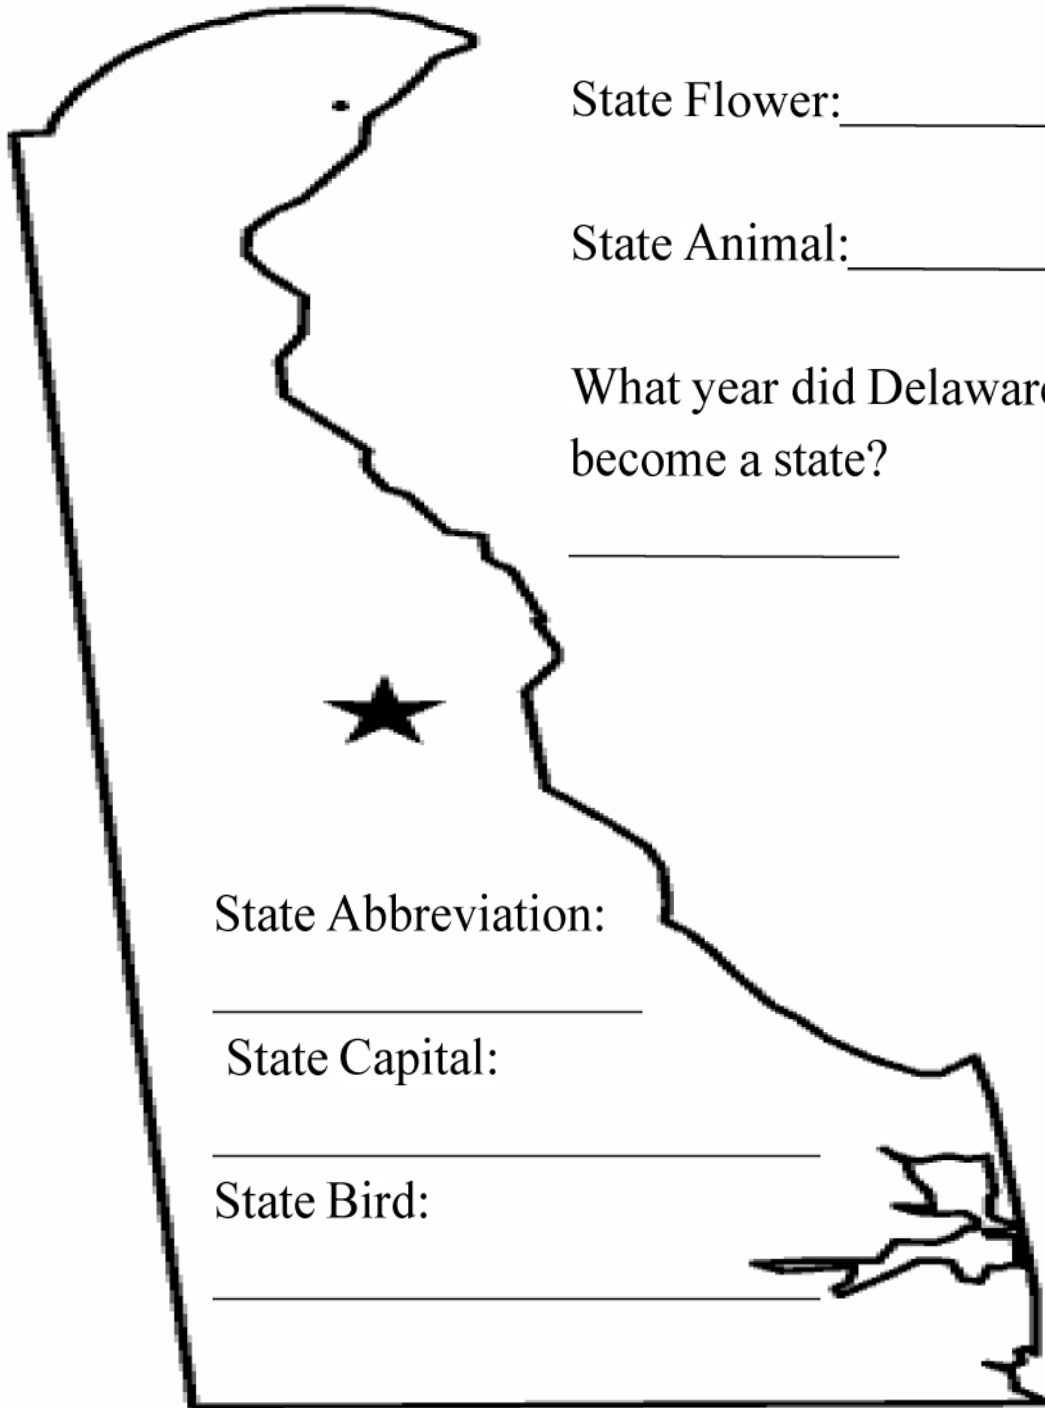 State Flower:
State Animal:
What year did Delaware
become a state?
State Abbreviation:
State Capital:
State Bird: